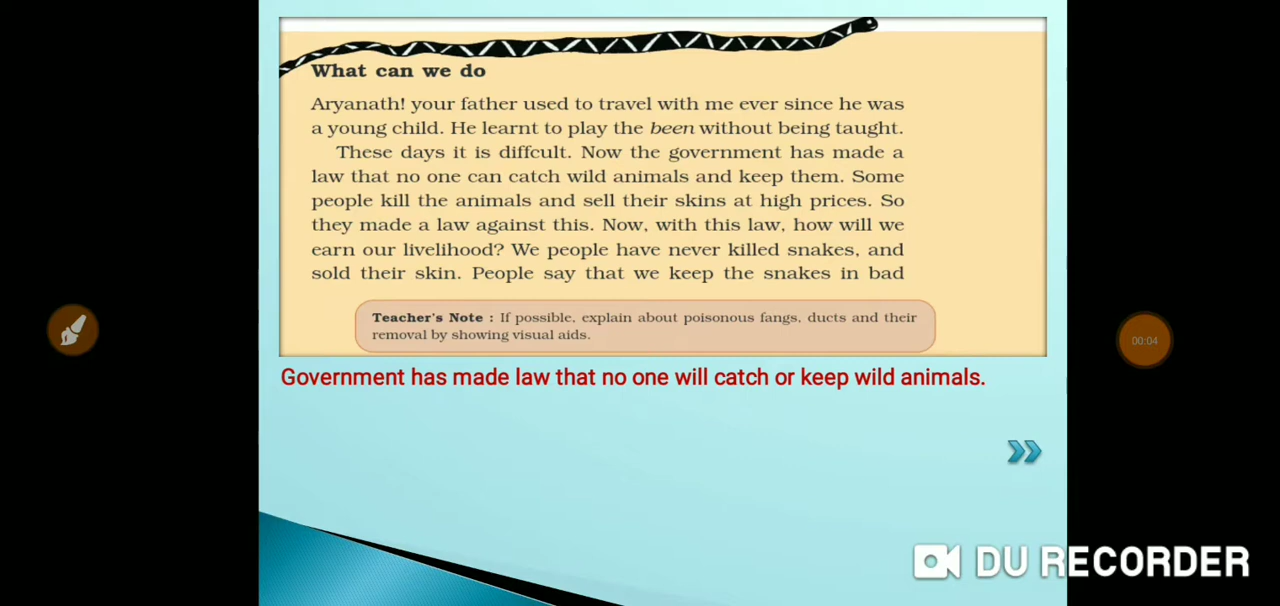 What can we do
Aryanath! your father used to travel with me ever since he was
a young child. He learnt to play the been without being taught.
These days it is diffcult. Now the government has made a
law that no one can catch wild animals and keep them. Some
people kill the animals and sell their skins at high prices. So
they made a law against this. Now, with this law, how will we
earn our livelihood? We people have never killed snakes, and
sold their skin. People say that we keep the snakes in bad
Teacher's Note : If possible, explain about poisonous fangs, ducts and their
removal by showing visual aids.
Government has made law that no one will catch or keep wild animals.
00:04
DU RECORDER